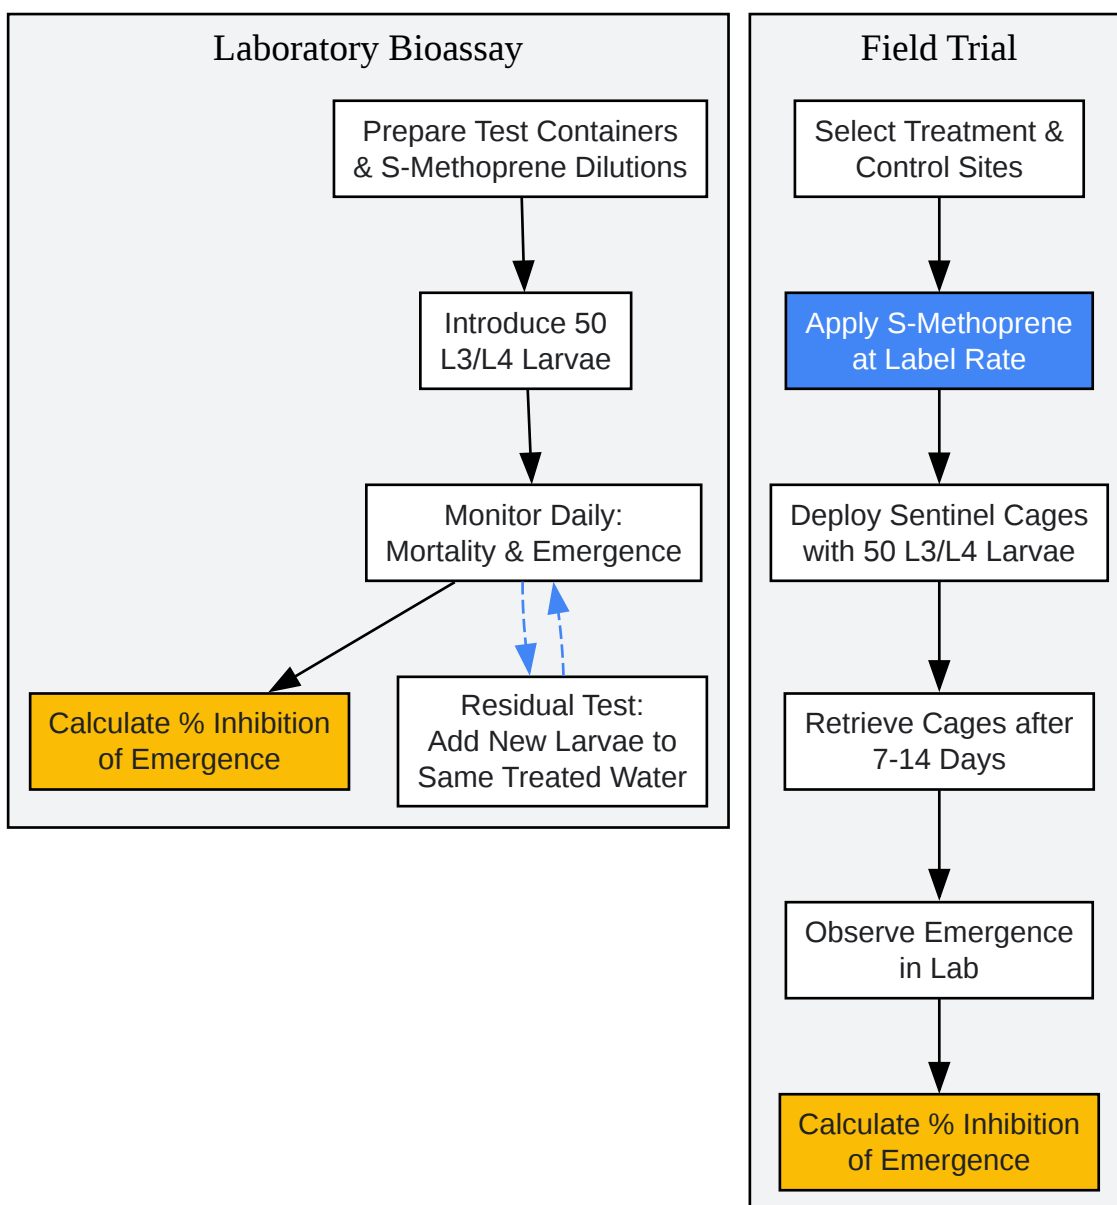 Laboratory Bioassay
Prepare Test Containers
& S-Methoprene Dilutions
Introduce 50
L3/L4 Larvae
Monitor Daily:
Mortality & Emergence
Calculate % Inhibition
of Emergence
Residual Test:
Add New Larvae to
Same Treated Water
Field Trial
Select Treatment &
Control Sites
Apply S-Methoprene
at Label Rate
Deploy Sentinel Cages
with 50 L3/L4 Larvae
Retrieve Cages after
7-14 Days
Observe Emergence
in Lab
Calculate % Inhibition
of Emergence